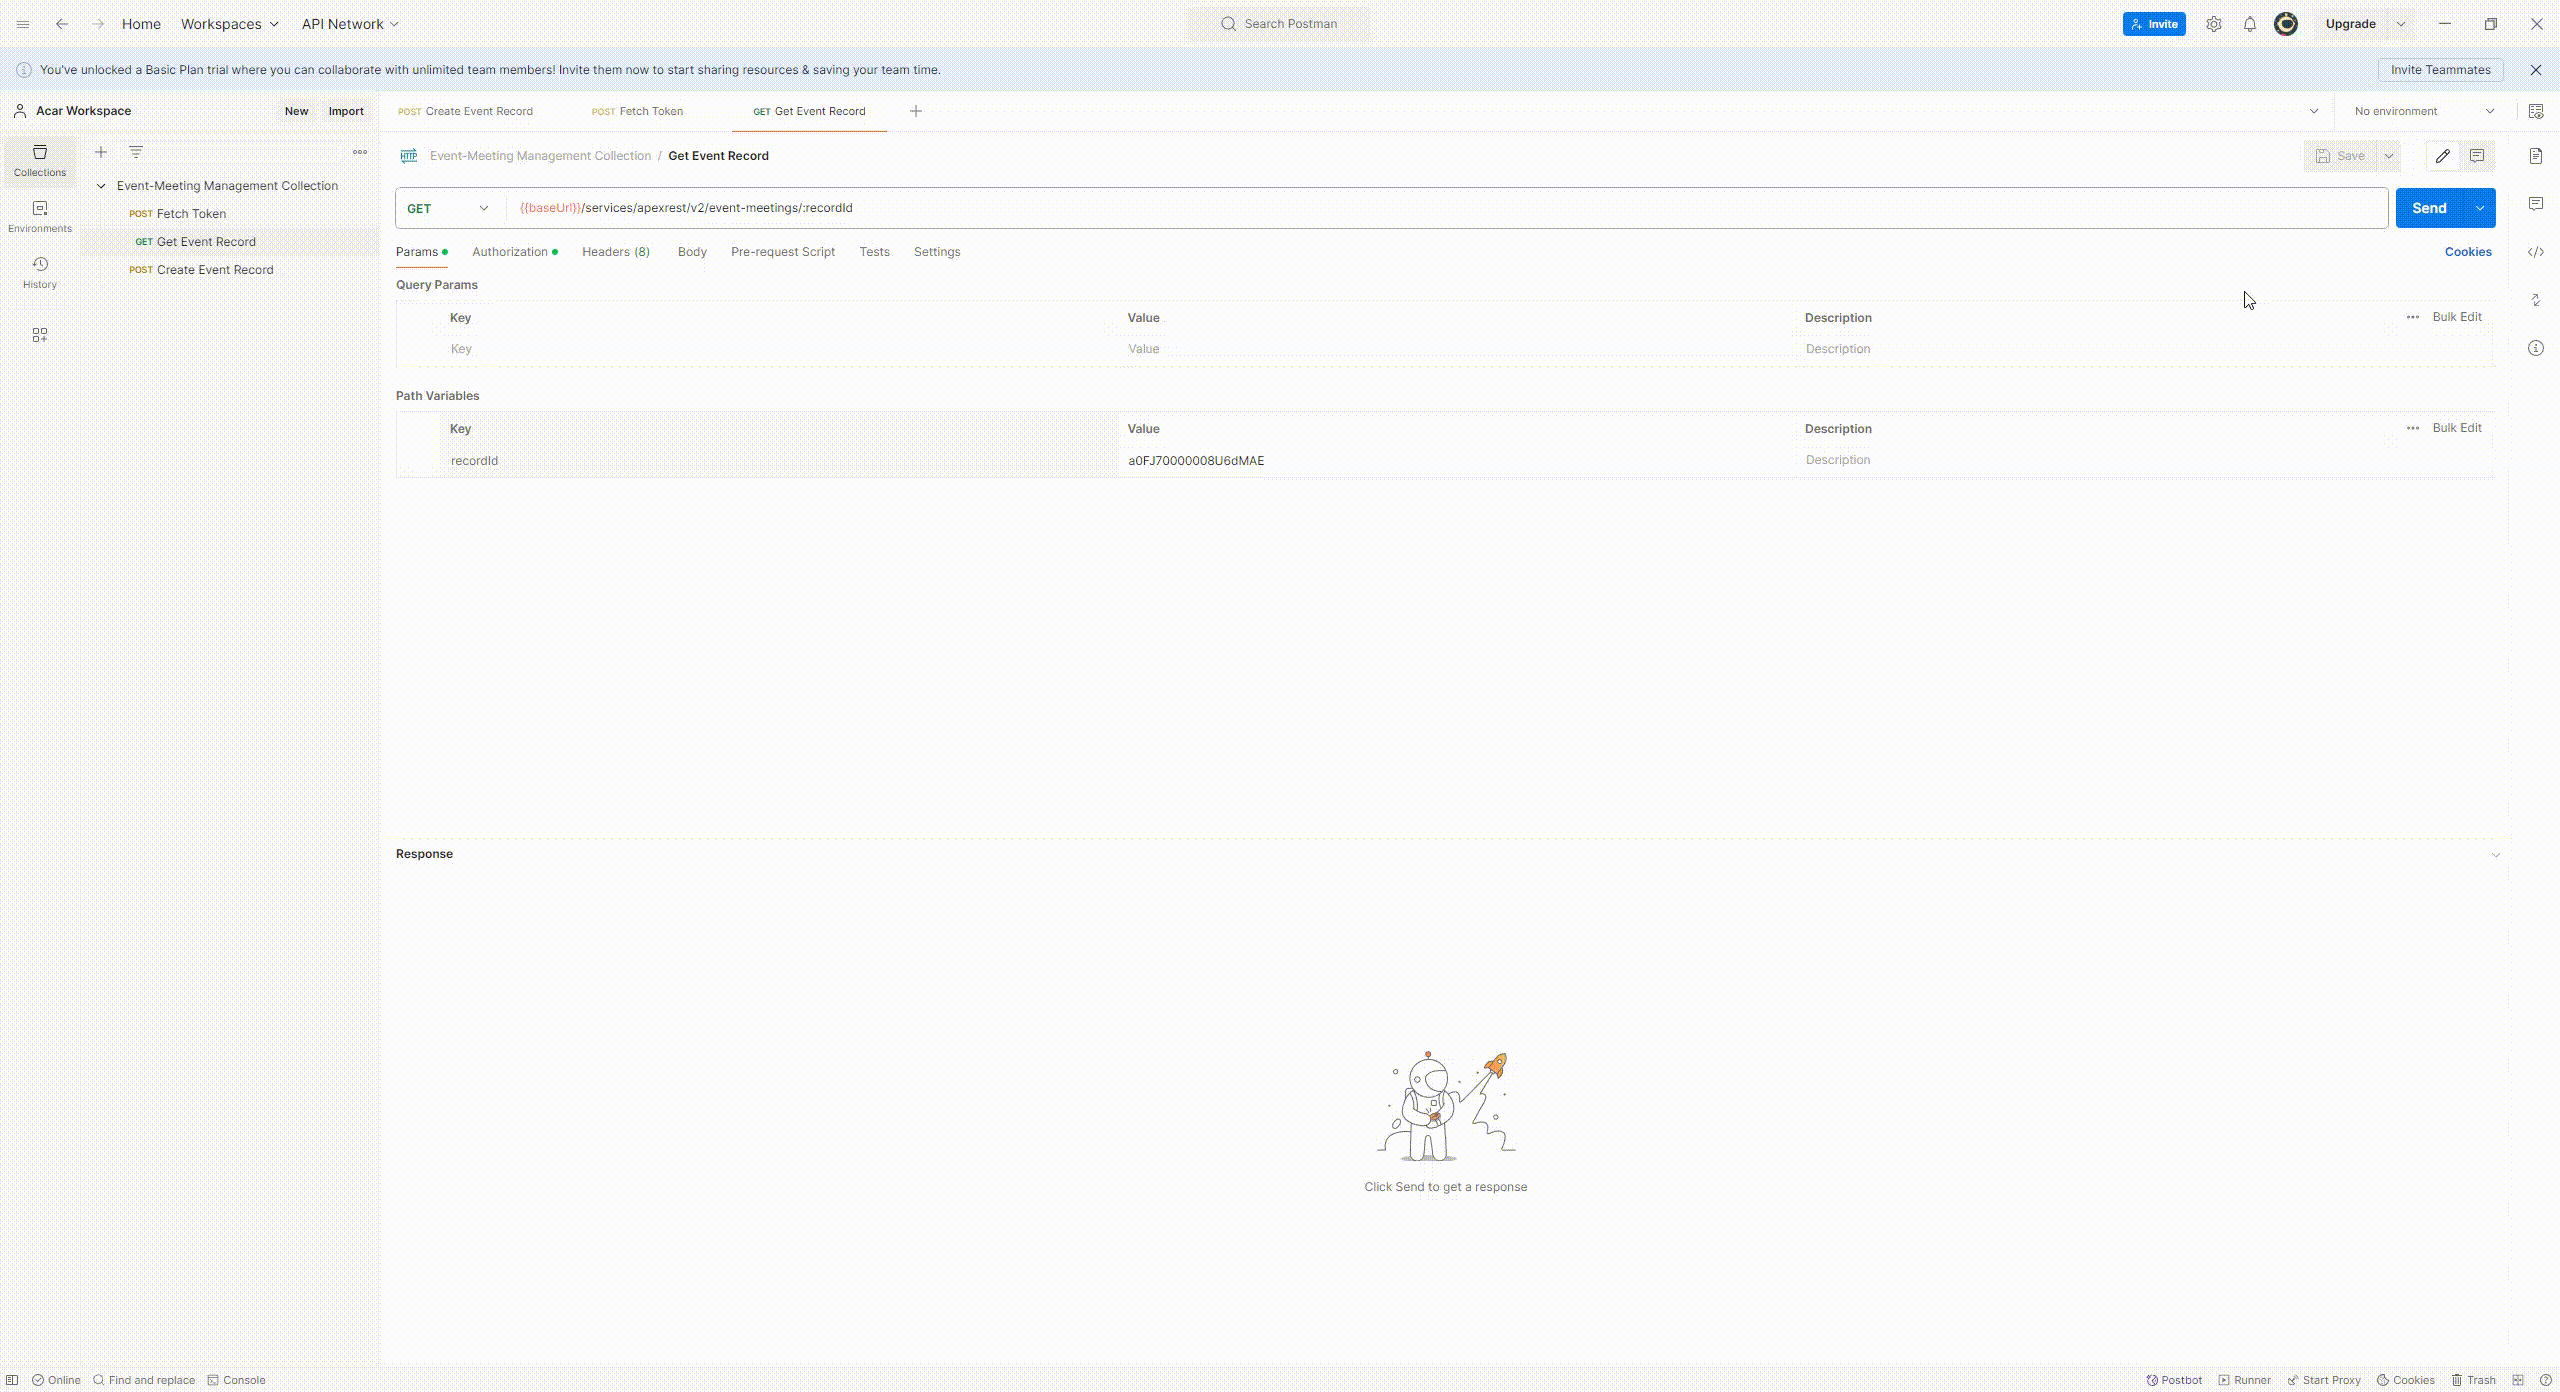 Home Workspaces API Network Search Postman Invite Upgrade
You've unlocked a Basic Plan trial where you can collaborate with unlimited team members! Invite them now to start sharing resources & saving your team time. Invite Teammates
Acar Workspace New Import POST Create Event Record POST Fetch Token GET Get Event Record No environment
Collections
Environments
History
Event-Meeting Management Collection
POST Fetch Token
GET Get Event Record
POST Create Event Record
HTTP Event-Meeting Management Collection / Get Event Record Save
GET {{baseUrl}}/services/apexrest/v2/event-meetings/:recordId Send
Params Authorization Headers (8) Body Pre-request Script Tests Settings Cookies
Query Params
Key Value Description Bulk Edit
Key Value Description
Path Variables
Key Value Description Bulk Edit
recordId a0FJ70000008U6dMAE Description
Response
Click Send to get a response
Online Find and replace Console Postbot Runner Start Proxy Cookies Trash